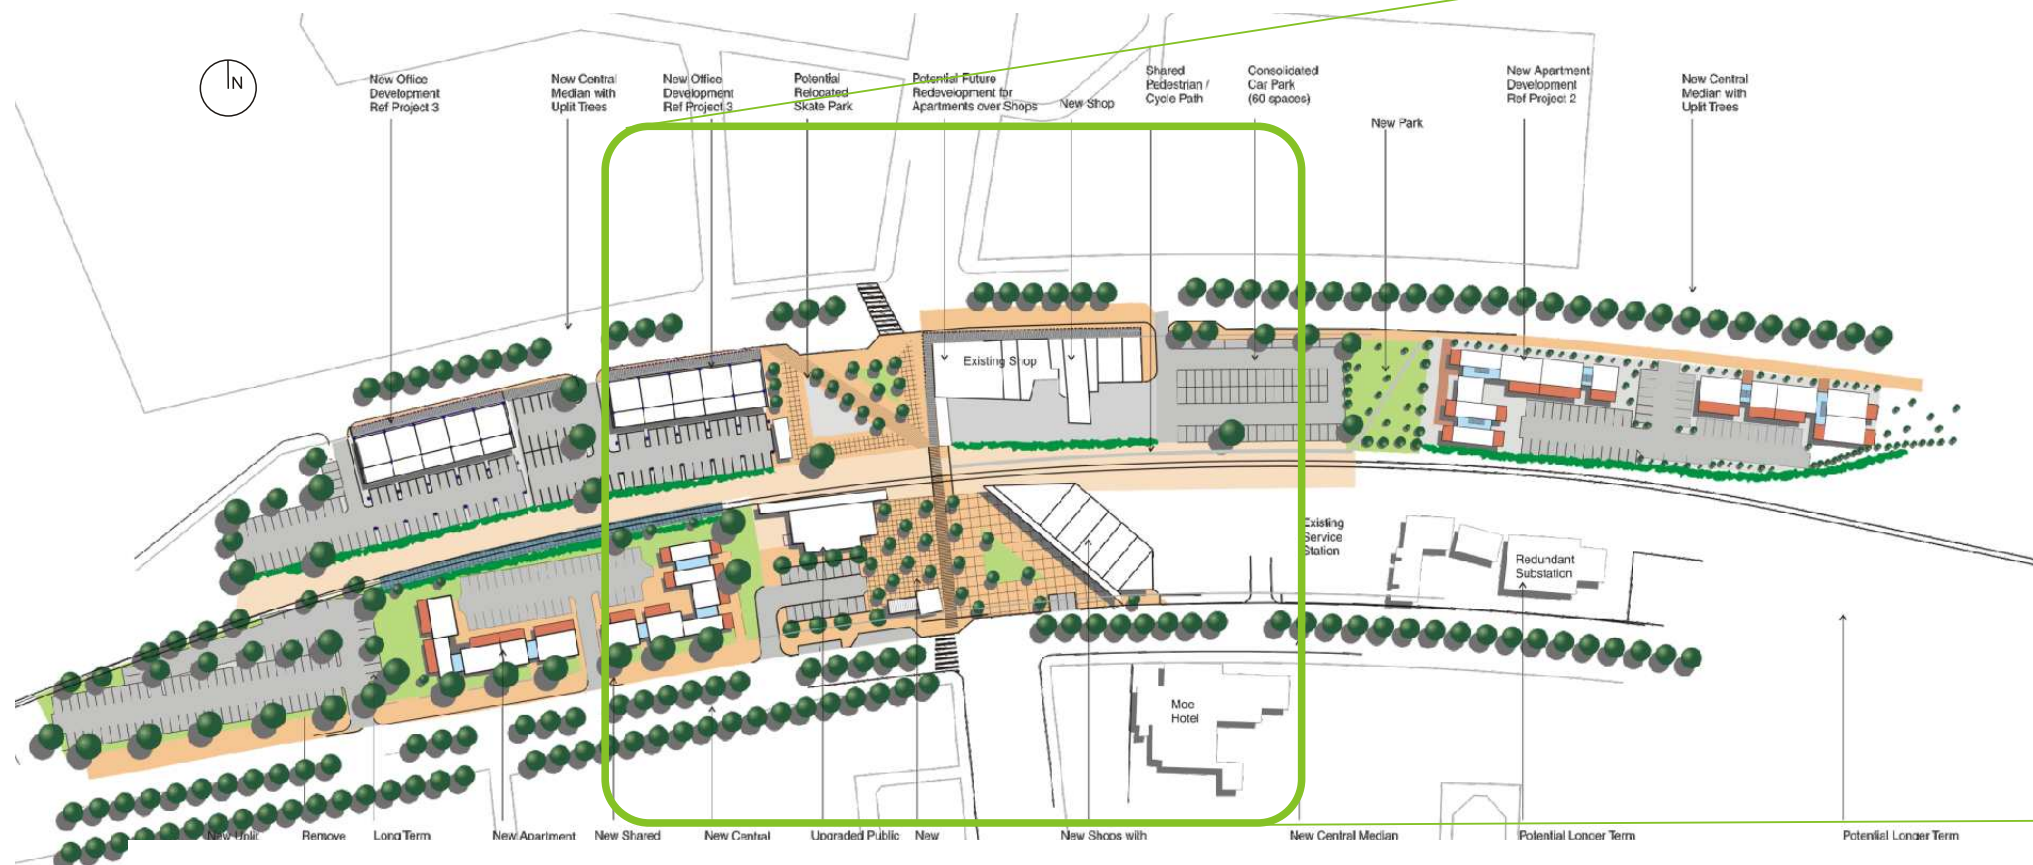 N
New Office
Development
Ref Project 3
New Central
Median with
Uplit Trees
New Office
Development
Ref Project 3
Potential
Relocated
Skate Park
Potential Future
Redevelopment for
Apartments over Shops
New Shop
Shared
Pedestrian /
Cycle Path
Consolidated
Car Park
(60 spaces)
New Park
New Apartment
Development
Ref Project 2
New Central
Median with
Uplit Trees
Existing Shop
Existing
Service
Station
Redundant
Substation
Moe
Hotel
New Uplit
Remove
Long Term
New Apartment
New Shared
New Central
Upgraded Public
New
New Shops with
New Central Median
Potential Longer Term
Potential Longer Term